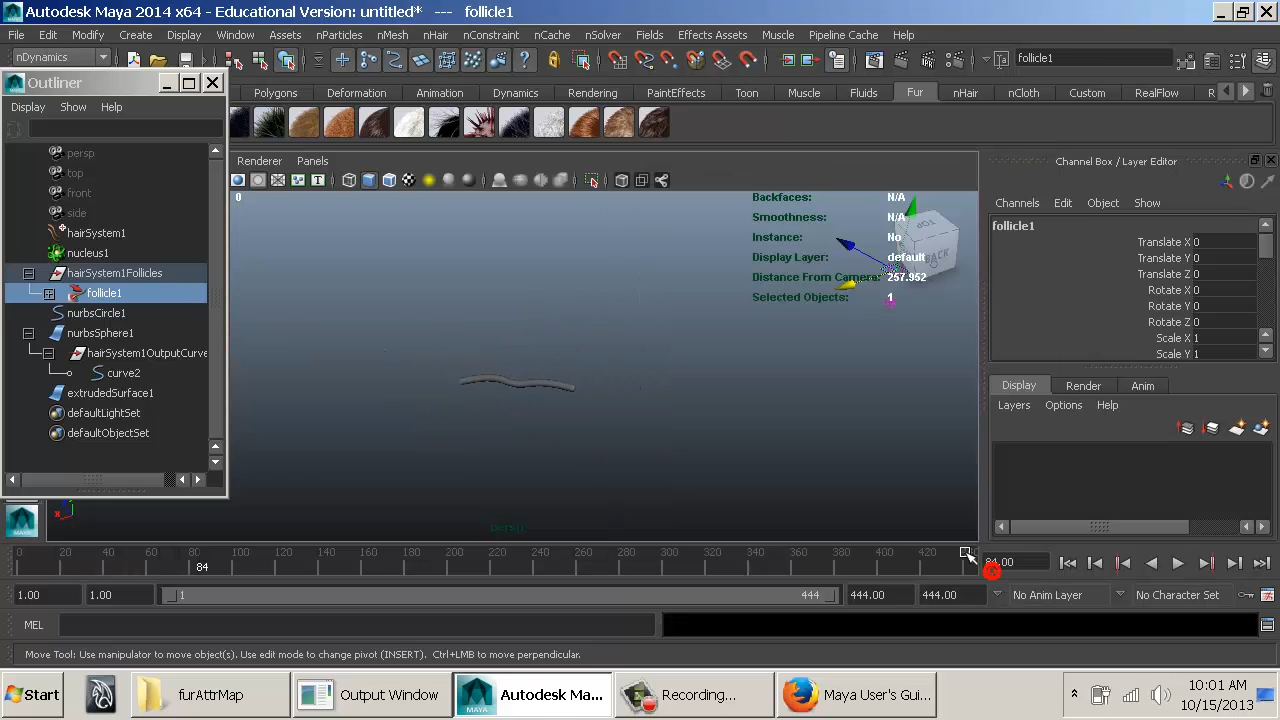 Autodesk Maya 2014 x64 - Educational Version: untitled* --- follicle1
File Edit Modify Create Display Window Assets nParticles nMesh nHair nConstraint nCache nSolver Fields Effects Assets Muscle Pipeline Cache
nDynamics
follicle1
Outliner
Display Show Help
Polygons Deformation Animation Dynamics Rendering PaintEffects Toon Muscle Fluids Fur nHair nCloth Custom RealFlow R
persp
top
front
side
hairSystem1
nucleus1
hairSystem1Follicles
follicle1
nurbsCircle1
nurbsSphere1
hairSystem1OutputCurve
curve2
extrudedSurface1
defaultLightSet
defaultObjectSet
Renderer Panels
0
Backfaces: N/A
Smoothness: N/A
Instance: No
Display Layer: default
Distance From Camera: 257.952
Selected Objects: 1
TOP
BACK
x
persp
Channel Box / Layer Editor
Channels Edit Object Show
follicle1
Translate X 0
Translate Y 0
Translate Z 0
Rotate X 0
Rotate Y 0
Rotate Z 0
Scale X 1
Scale Y 1
Display Render Anim
Layers Options Help
0 20 40 60 80 100 120 140 160 180 200 220 240 260 280 300 320 340 360 380 400 420
84
84.00
1.00 1.00 1 444 444.00 444.00 No Anim Layer No Character Set
MEL
Move Tool: Use manipulator to move object(s). Use edit mode to change pivot (INSERT). Ctrl+LMB to move perpendicular.
Start furAttrMap Output Window Autodesk Ma... Recording... Maya User's Gui...
10:01 AM
10/15/2013